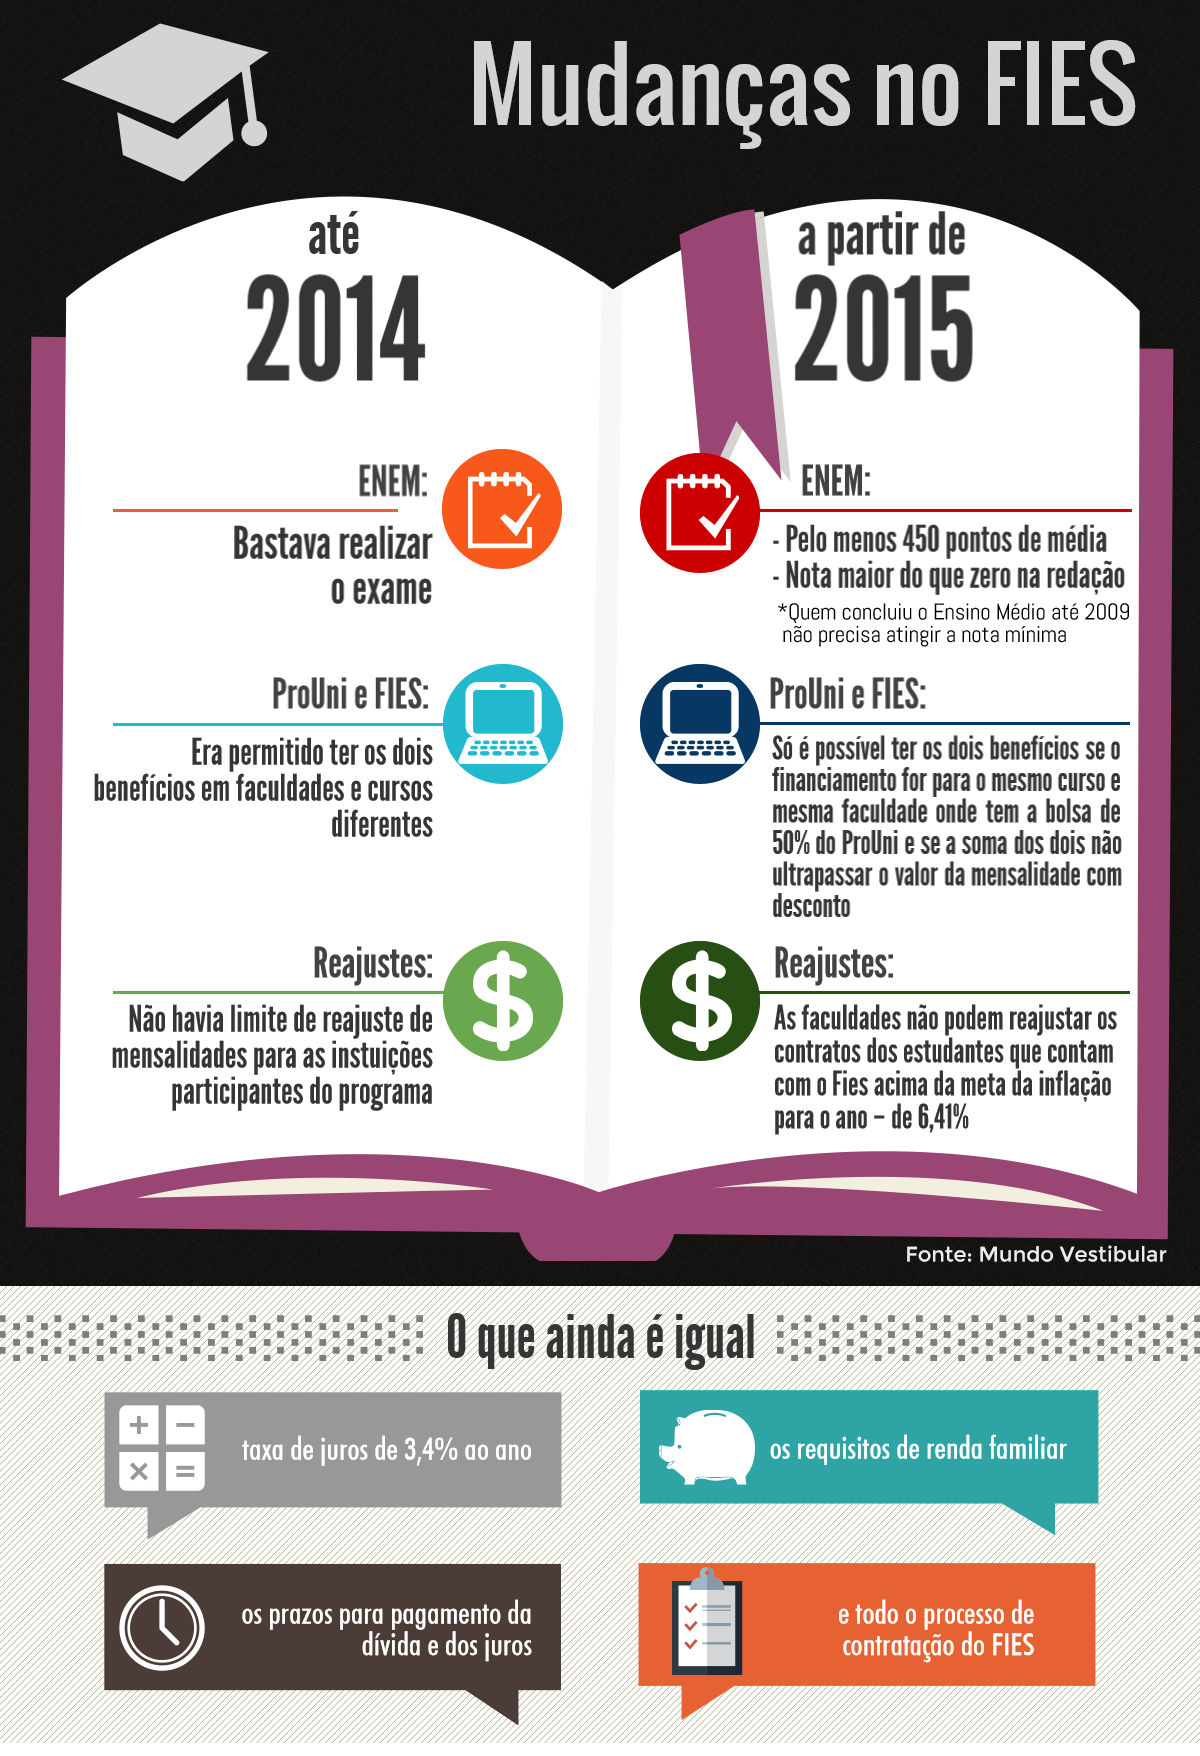 Mudanças no FIES
até
2014
a partir de
2015
ENEM:
Bastava realizar
o exame
ENEM:
- Pelo menos 450 pontos de média
- Nota maior do que zero na redação
*Quem concluiu o Ensino Médio até 2009
não precisa atingir a nota mínima
ProUni e FIES:
Era permitido ter os dois
benefícios em faculdades e cursos
diferentes
ProUni e FIES:
Só é possível ter os dois benefícios se o
financiamento for para o mesmo curso e
mesma faculdade onde tem a bolsa de
50% do ProUni e se a soma dos dois não
ultrapassar o valor da mensalidade com
desconto
Reajustes:
Não havia limite de reajuste de
mensalidades para as instuições
participantes do programa
Reajustes:
As faculdades não podem reajustar os
contratos dos estudantes que contam
com o Fies acima da meta da inflação
para o ano – de 6,41%
Fonte: Mundo Vestibular
O que ainda é igual
taxa de juros de 3,4% ao ano
os requisitos de renda familiar
os prazos para pagamento da
dívida e dos juros
e todo o processo de
contratação do FIES